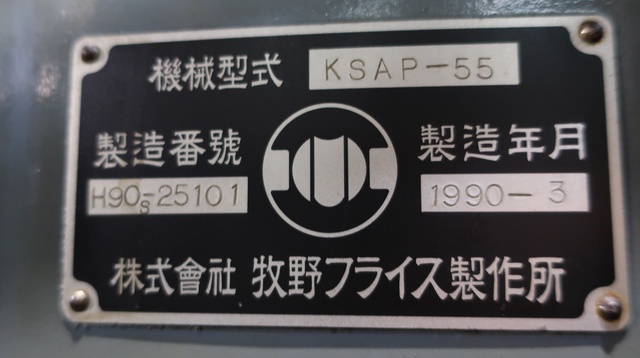 機械型式 KSAP-55
製造番號 製造年月
H90s-25101 1990-3
株式會社 牧野フライス製作所